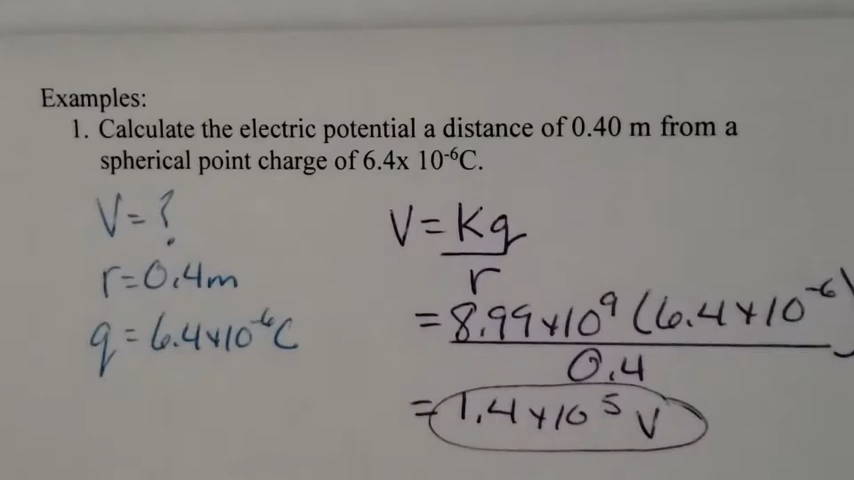 Examples:
1. Calculate the electric potential a distance of 0.40 m from a
spherical point charge of 6.4x 10⁻⁶C.
V = ?
r = 0.4m
q = 6.4x10⁻⁶C
V = Kq
r
= 8.99x10⁹ (6.4x10⁻⁶)
0.4
= 1.4x10⁵ V